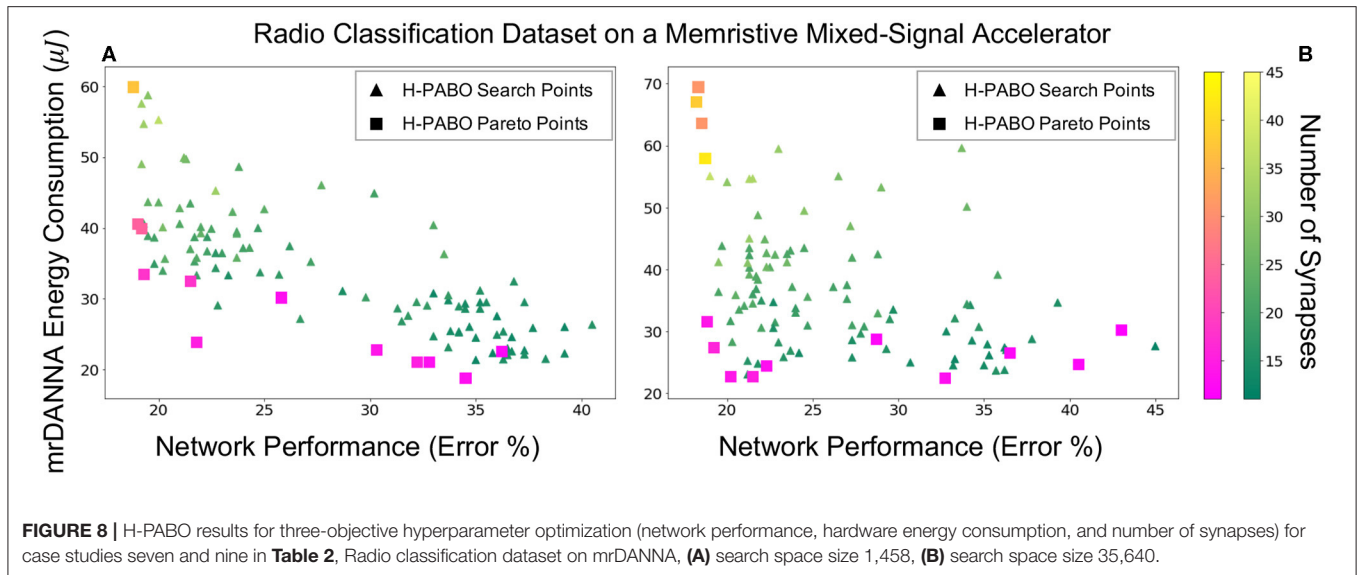 Radio Classification Dataset on a Memristive Mixed-Signal Accelerator
A
B
mrDANNA Energy Consumption (μJ)
60
50
40
30
20
H-PABO Search Points
H-PABO Pareto Points
20
25
30
35
40
Network Performance (Error %)
70
60
50
40
30
20
H-PABO Search Points
H-PABO Pareto Points
20
25
30
35
40
45
Network Performance (Error %)
45
40
35
30
25
20
15
Number of Synapses
FIGURE 8 | H-PABO results for three-objective hyperparameter optimization (network performance, hardware energy consumption, and number of synapses) for
case studies seven and nine in Table 2, Radio classification dataset on mrDANNA, (A) search space size 1,458, (B) search space size 35,640.